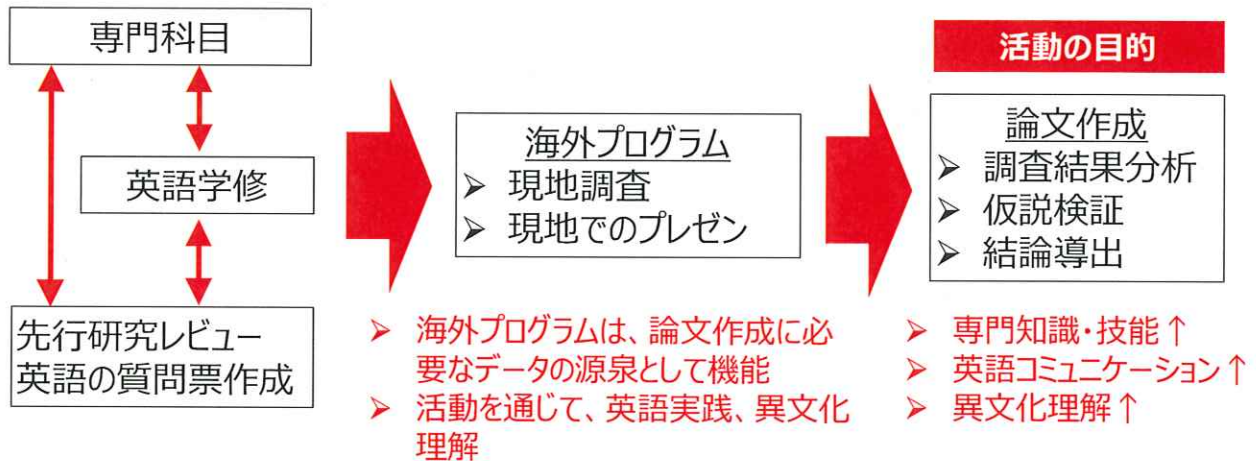 専門科目
英語学修
先行研究レビュー
英語の質問票作成
海外プログラム
➢ 現地調査
➢ 現地でのプレゼン
➢ 海外プログラムは、論文作成に必
要なデータの源泉として機能
➢ 活動を通じて、英語実践、異文化
理解
活動の目的
論文作成
➢ 調査結果分析
➢ 仮説検証
➢ 結論導出
➢ 専門知識・技能↑
➢ 英語コミュニケーション↑
➢ 異文化理解↑